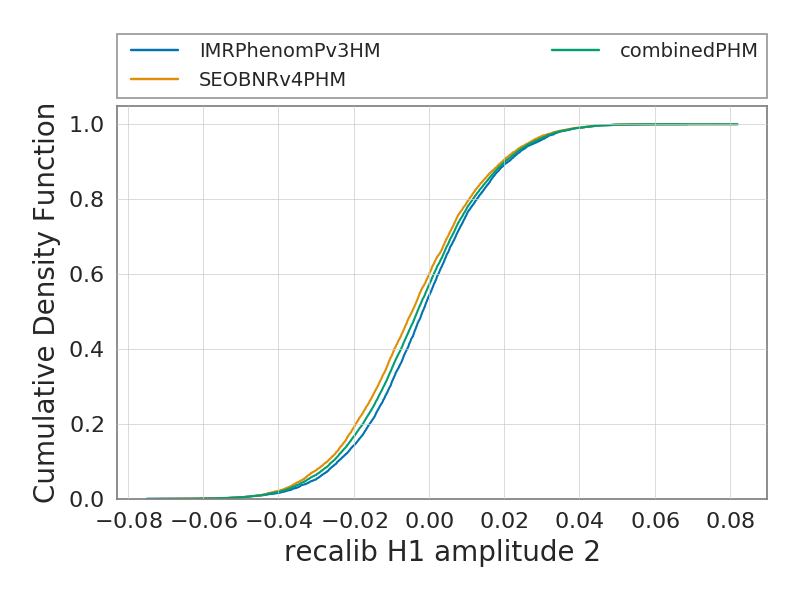 IMRPhenomPv3HM
SEOBNRv4PHM
combinedPHM
Cumulative Density Function
1.0
0.8
0.6
0.4
0.2
0.0
−0.08 −0.06 −0.04 −0.02 0.00 0.02 0.04 0.06 0.08
recalib H1 amplitude 2